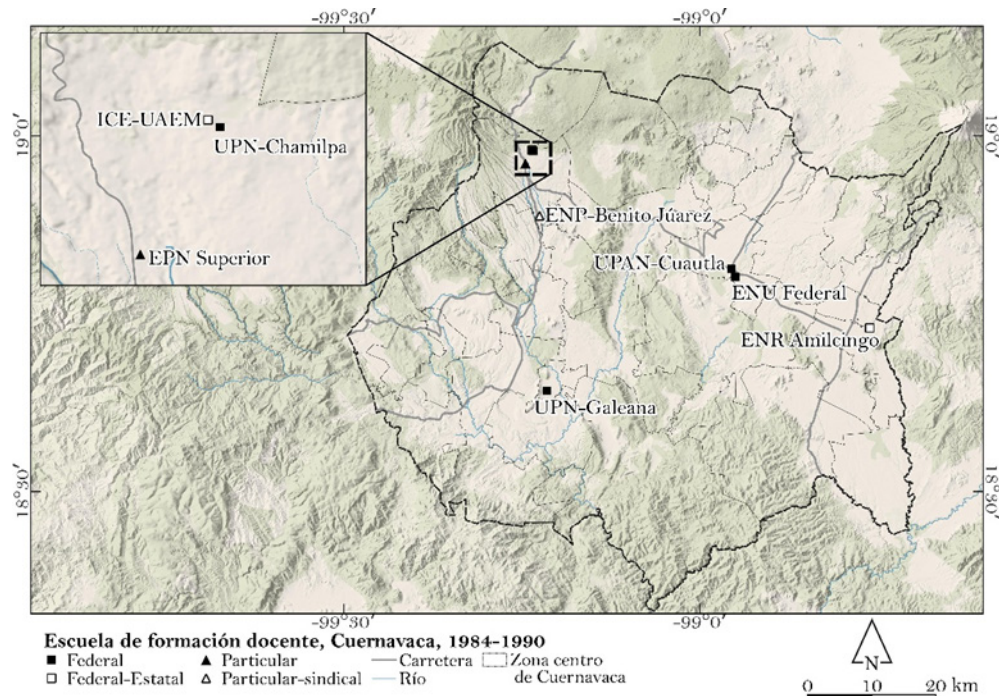 -99°30′ -99°0′
ICE-UAEM
UPN-Chamilpa
EPN Superior
19°0′
19°0′
ENP-Benito Júarez
UPAN-Cuautla
ENU Federal
ENR Amilcingo
UPN-Galeana
18°30′
18°30′
-99°30′ -99°0′
Escuela de formación docente, Cuernavaca, 1984-1990
Federal Particular Carretera Zona centro
Federal-Estatal Particular-sindical Río de Cuernavaca
N
0 10 20 km